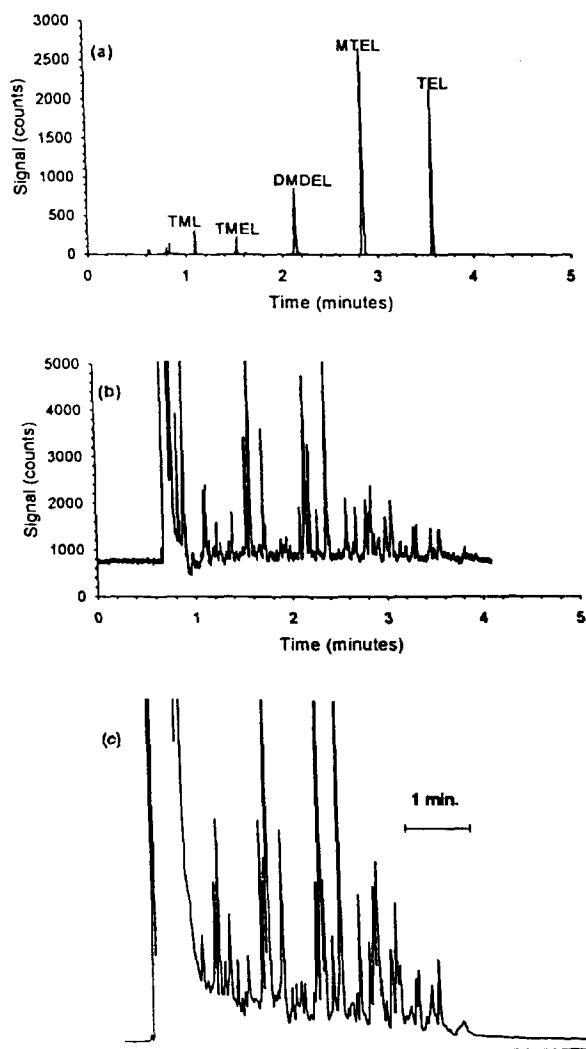 (a)
Signal (counts)
3000
2500
2000
1500
1000
500
0
TML
TMEL
DMDEL
MTEL
TEL
0 1 2 3 4 5
Time (minutes)
(b)
Signal (counts)
5000
4000
3000
2000
1000
0
0 1 2 3 4 5
Time (minutes)
(c)
1 min.